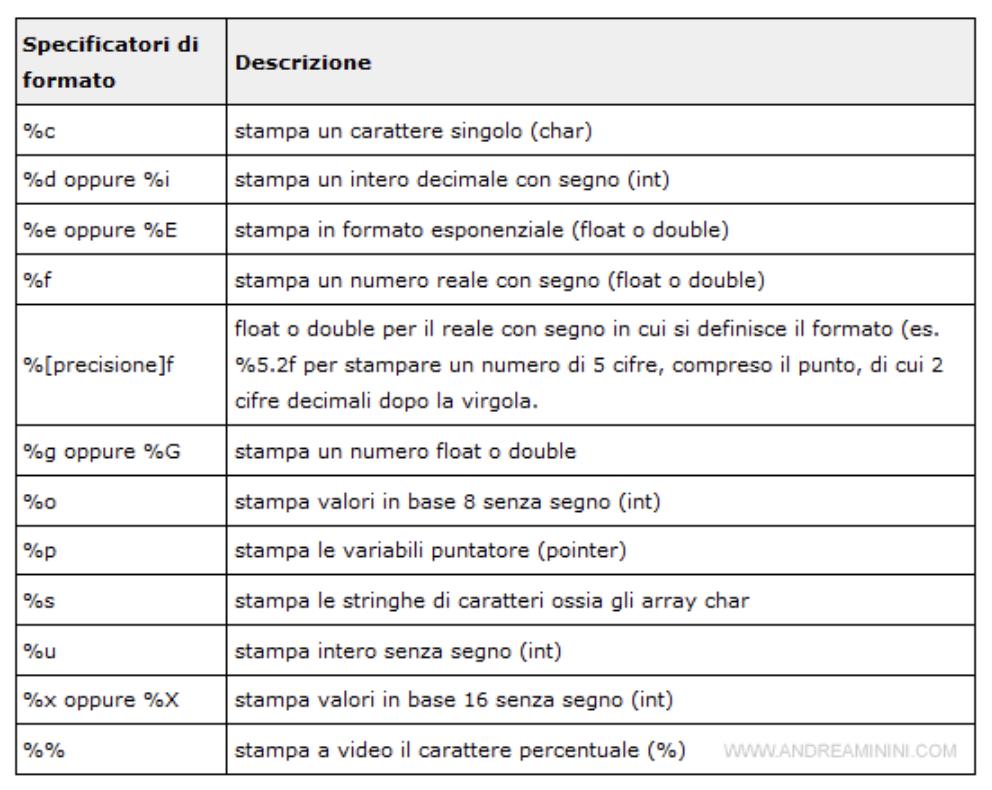 Specificatori di formato
Descrizione
%c
stampa un carattere singolo (char)
%d oppure %i
stampa un intero decimale con segno (int)
%e oppure %E
stampa in formato esponenziale (float o double)
%f
stampa un numero reale con segno (float o double)
%[precisione]f
float o double per il reale con segno in cui si definisce il formato (es.
%5.2f per stampare un numero di 5 cifre, compreso il punto, di cui 2
cifre decimali dopo la virgola.
%g oppure %G
stampa un numero float o double
%o
stampa valori in base 8 senza segno (int)
%p
stampa le variabili puntatore (pointer)
%s
stampa le stringhe di caratteri ossia gli array char
%u
stampa intero senza segno (int)
%x oppure %X
stampa valori in base 16 senza segno (int)
%%
stampa a video il carattere percentuale (%)
WWW.ANDREAMININI.COM